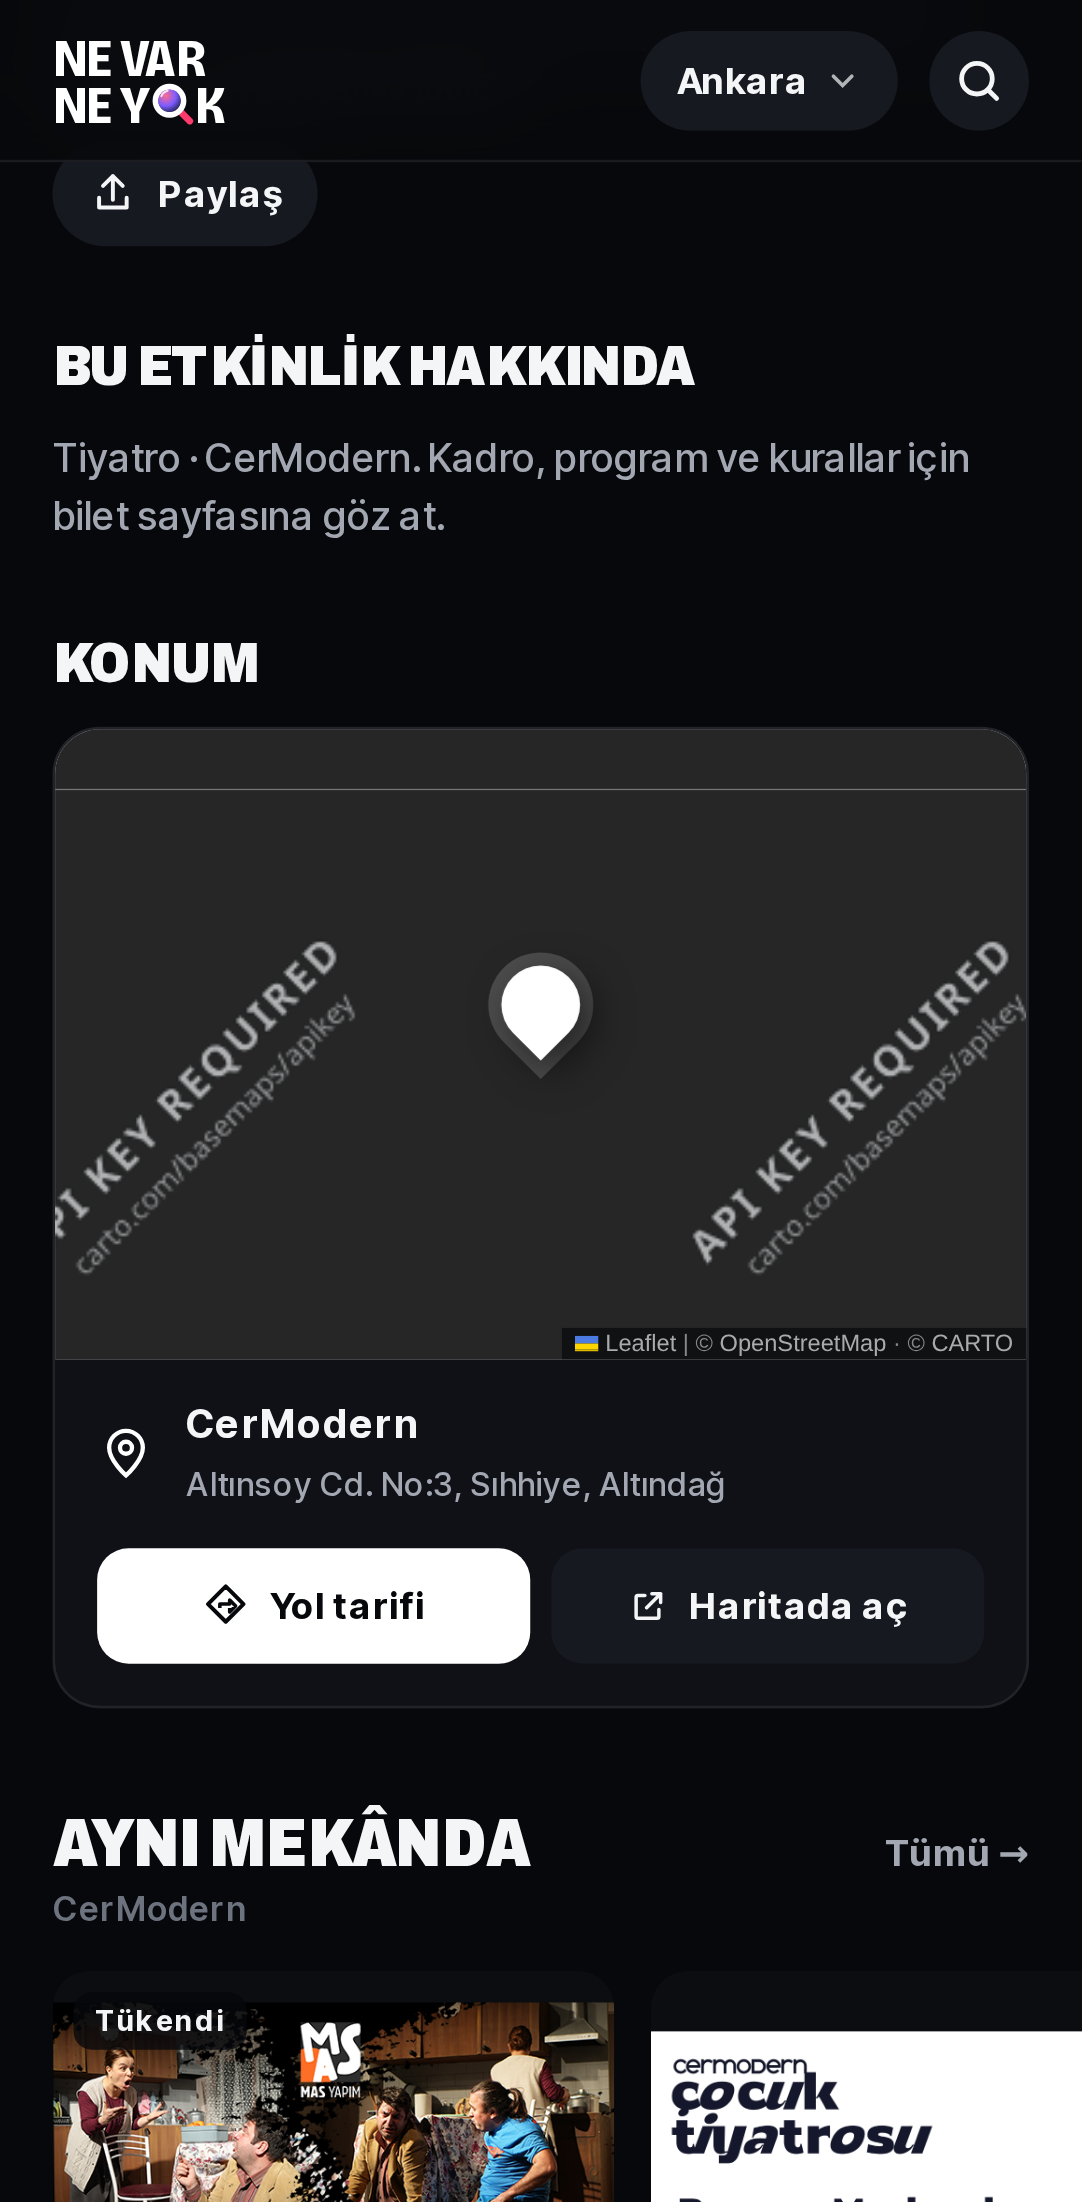 NE VAR
NE YOK
Ankara
Paylaş
BU ETKİNLİK HAKKINDA
Tiyatro · CerModern. Kadro, program ve kurallar için
bilet sayfasına göz at.
KONUM
PI KEY REQUIRED
carto.com/basemaps/apikey
API KEY REQUIRED
carto.com/basemaps/apikey
Leaflet | © OpenStreetMap · © CARTO
CerModern
Altınsoy Cd. No:3, Sıhhiye, Altındağ
Yol tarifi
Haritada aç
AYNI MEKÂNDA
Tümü →
CerModern
Tükendi
MAS
MAS YAPIM
cermodern
çocuk
tiyatrosu